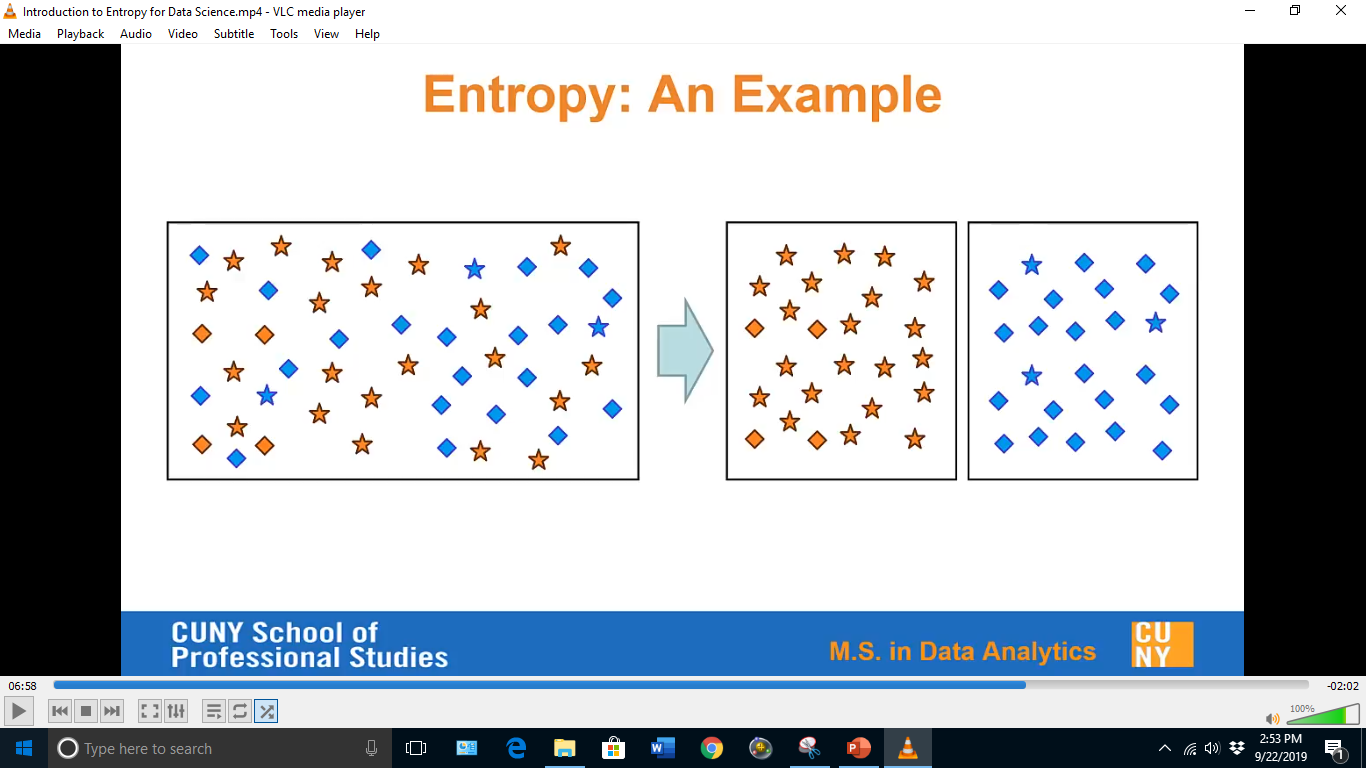 Introduction to Entropy for Data Science.mp4 - VLC media player
Media Playback Audio Video Subtitle Tools View Help
Entropy: An Example
CUNY School of
Professional Studies
M.S. in Data Analytics
CU
NY
06:58
-02:02
100%
Type here to search
2:53 PM
9/22/2019
1